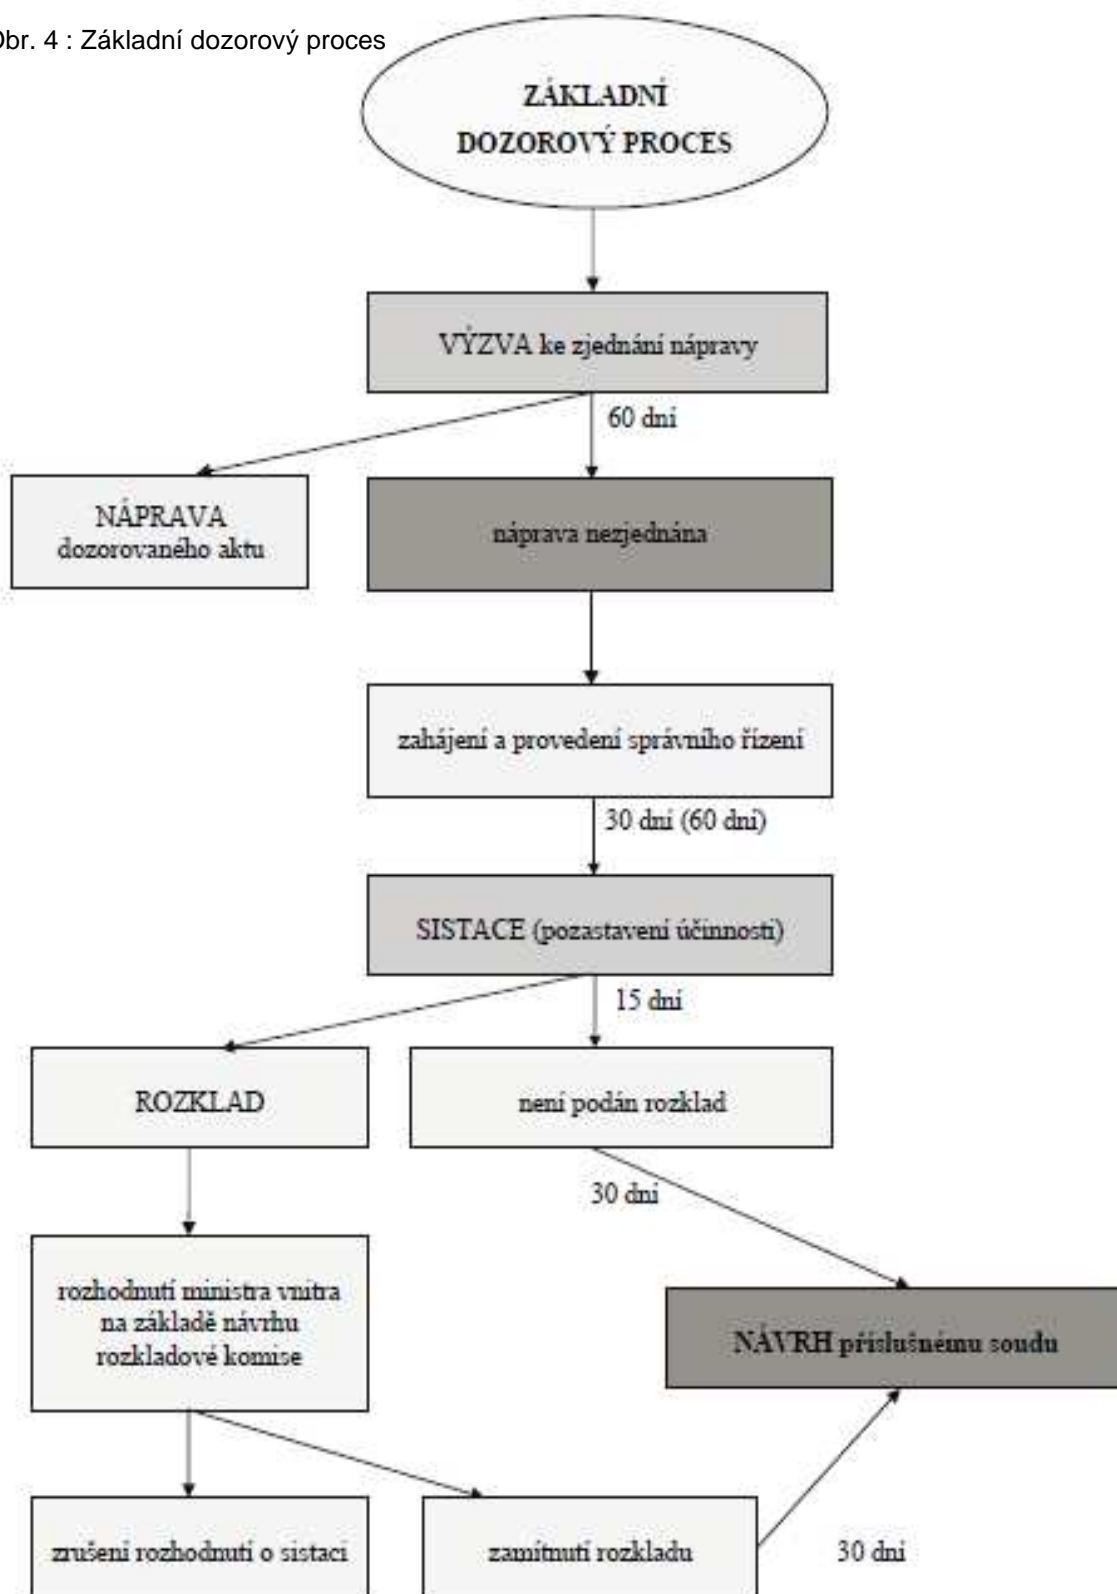 Obr. 4 : Základní dozorový proces
ZÁKLADNÍ
DOZOROVÝ PROCES
VÝZVA ke zjednání nápravy
60 dní
NÁPRAVA
dozorovaného aktu
náprava nezjednána
zahájení a provedení správního řízení
30 dní (60 dní)
SISTACE (pozastavení účinnosti)
15 dní
ROZKLAD
není podán rozklad
30 dní
rozhodnutí ministra vnitra
na základě návrhu
rozkladové komise
NÁVRH příslušnému soudu
zrušení rozhodnutí o sistaci
zamítnutí rozkladu
30 dní